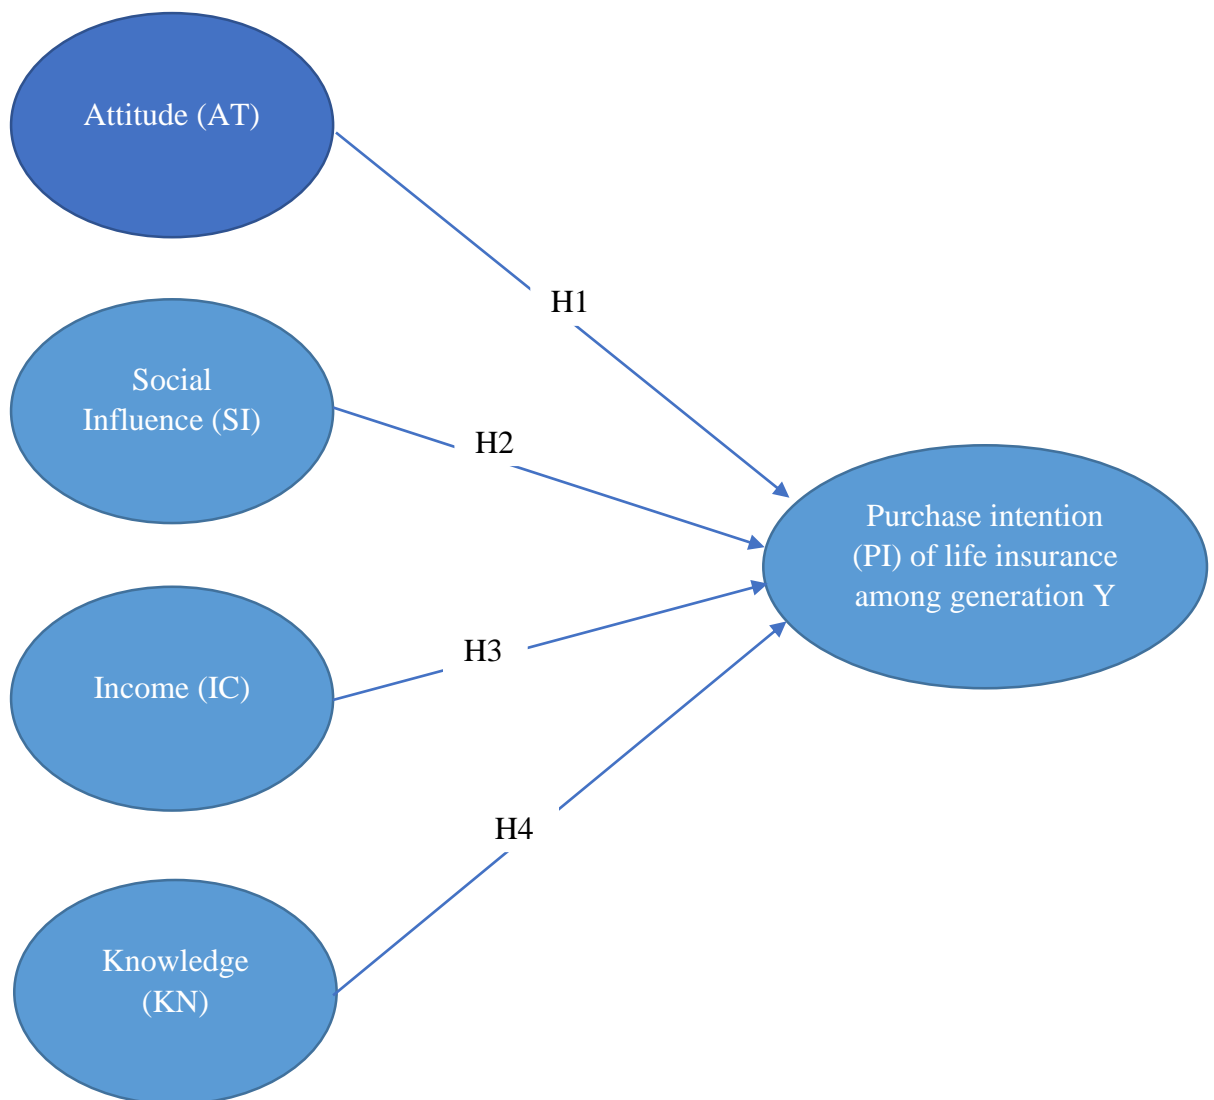 Attitude (AT)
H1
Social
Influence (SI)
H2
Purchase intention
(PI) of life insurance
among generation Y
H3
Income (IC)
H4
Knowledge
(KN)